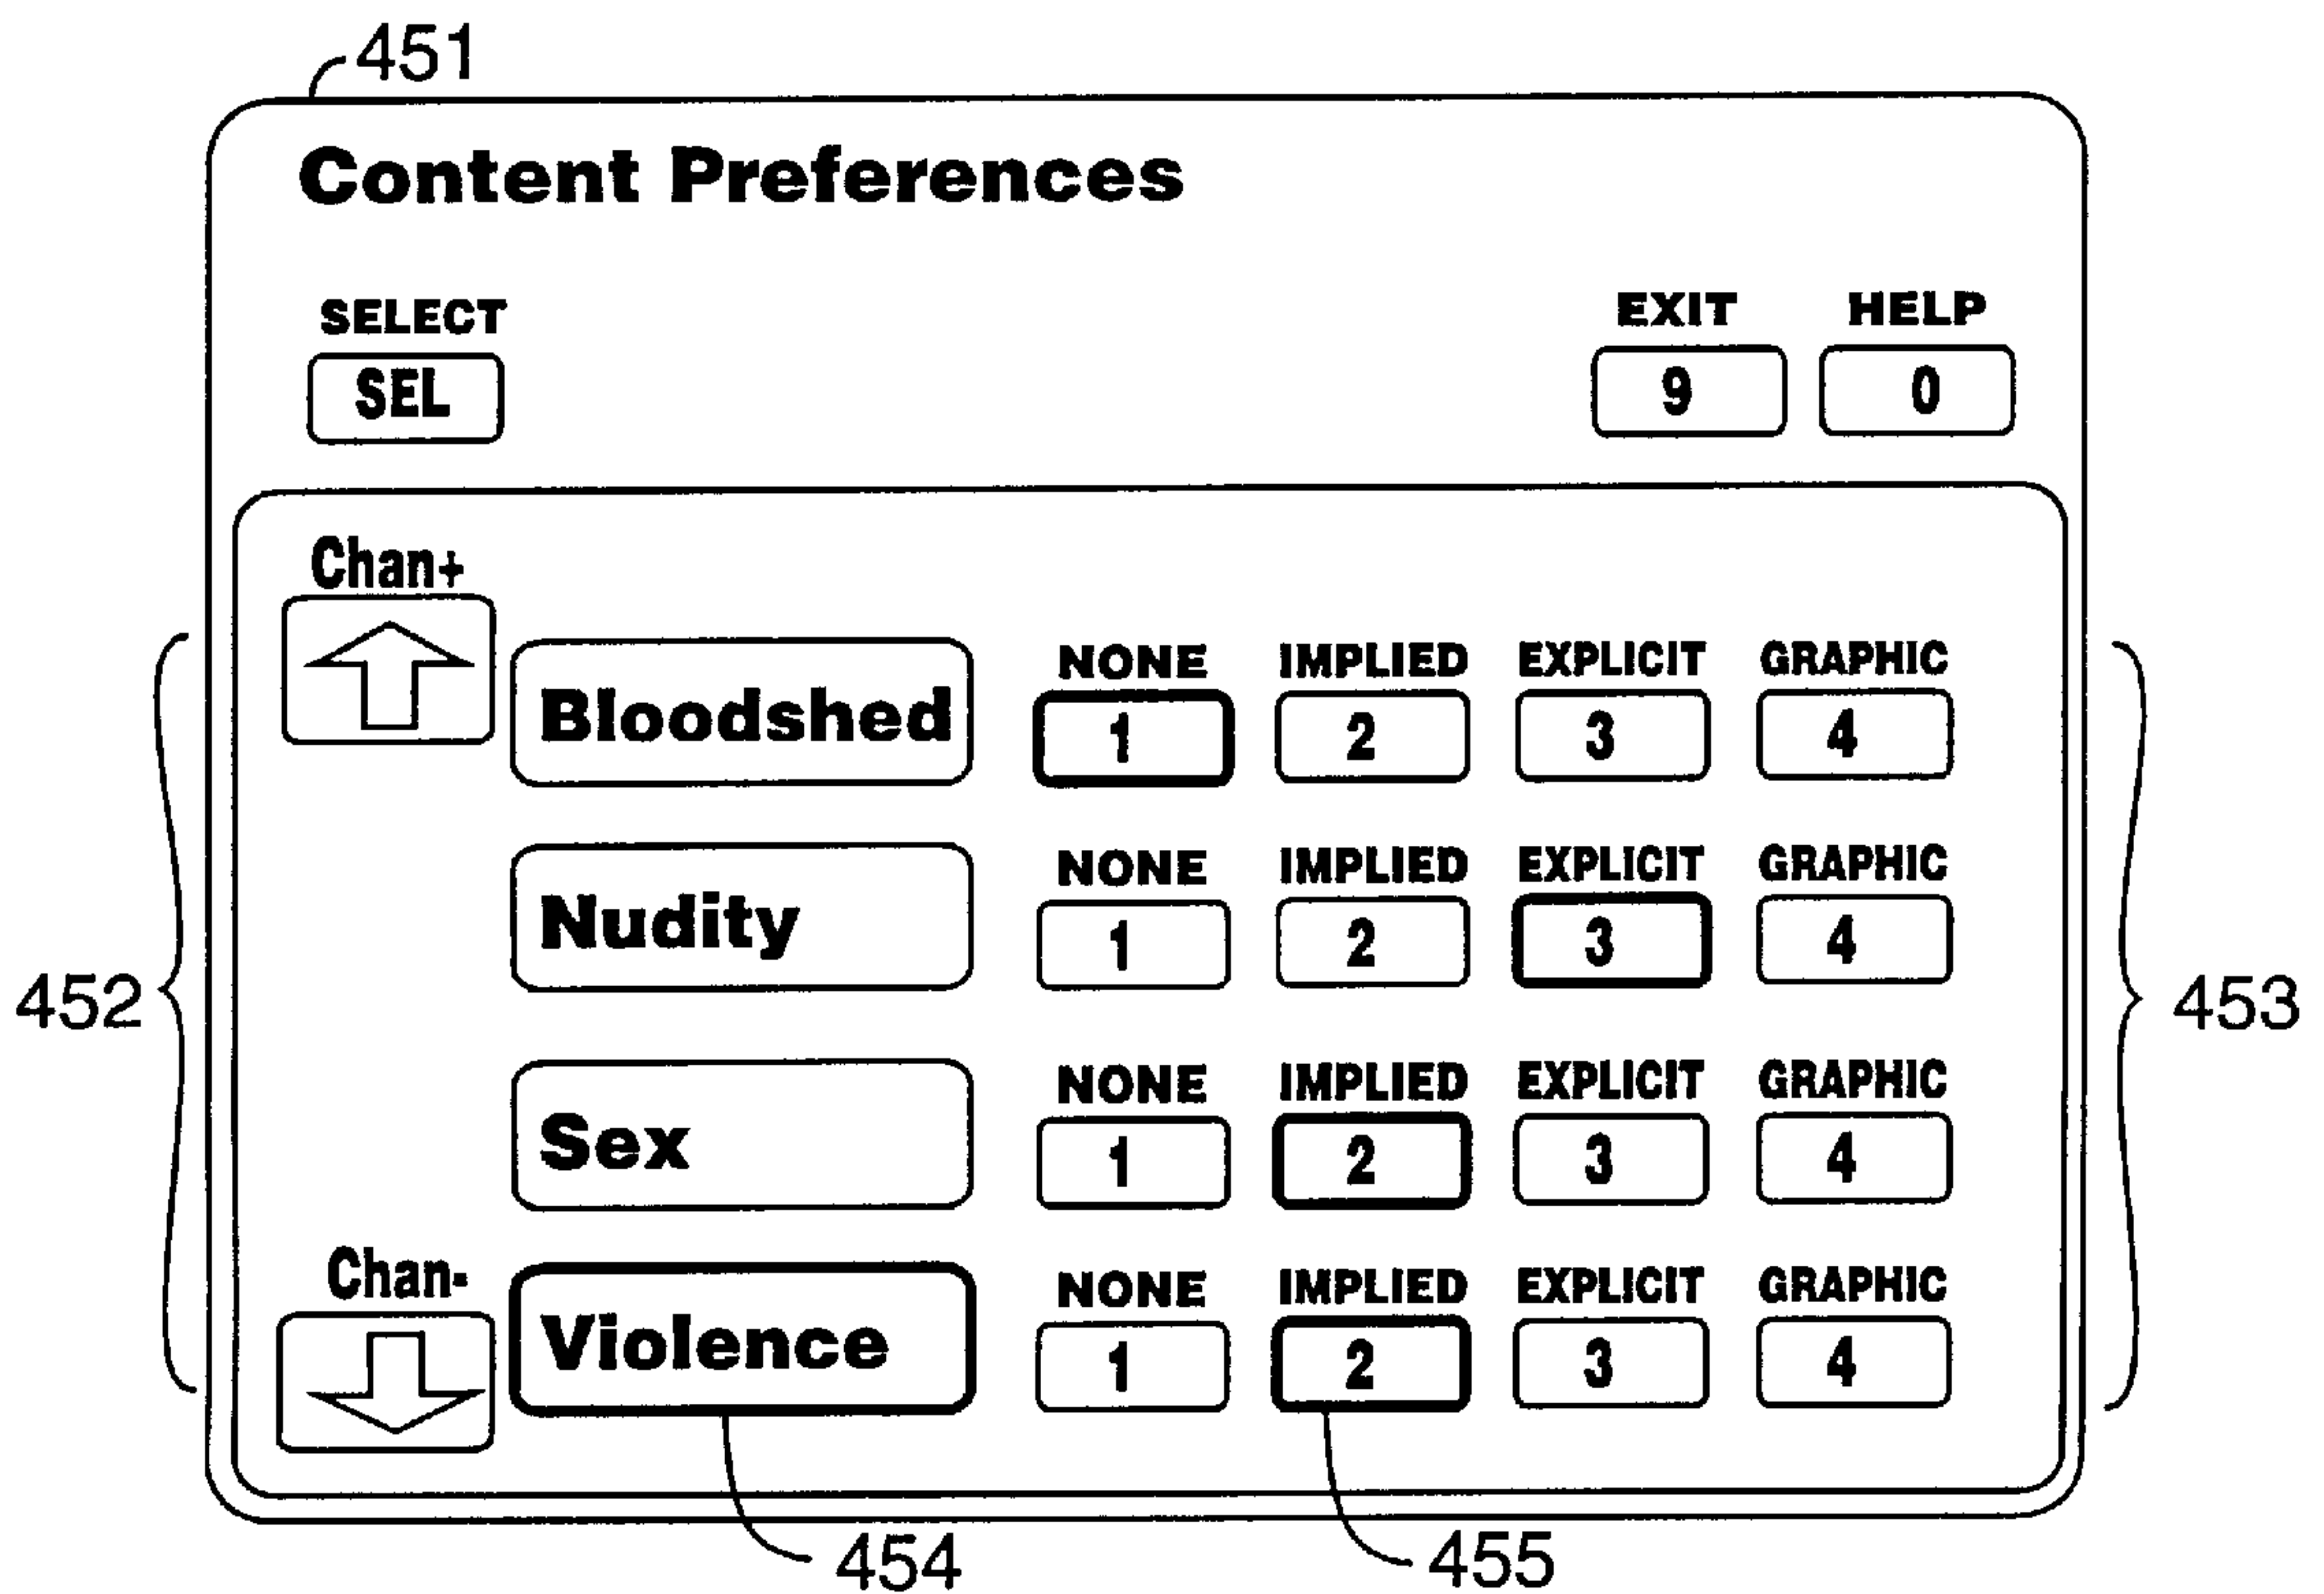 451
Content Preferences
SELECT EXIT HELP
SEL 9 0
Chan+
NONE IMPLIED EXPLICIT GRAPHIC
Bloodshed 1 2 3 4
NONE IMPLIED EXPLICIT GRAPHIC
Nudity 1 2 3 4
452 453
NONE IMPLIED EXPLICIT GRAPHIC
Sex 1 2 3 4
Chan-
NONE IMPLIED EXPLICIT GRAPHIC
Violence 1 2 3 4
454 455